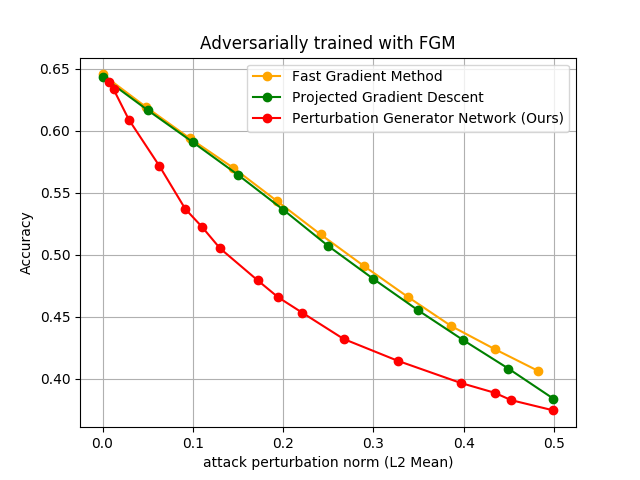 Adversarially trained with FGM
Fast Gradient Method
Projected Gradient Descent
Perturbation Generator Network (Ours)
Accuracy
0.65
0.60
0.55
0.50
0.45
0.40
0.0 0.1 0.2 0.3 0.4 0.5
attack perturbation norm (L2 Mean)